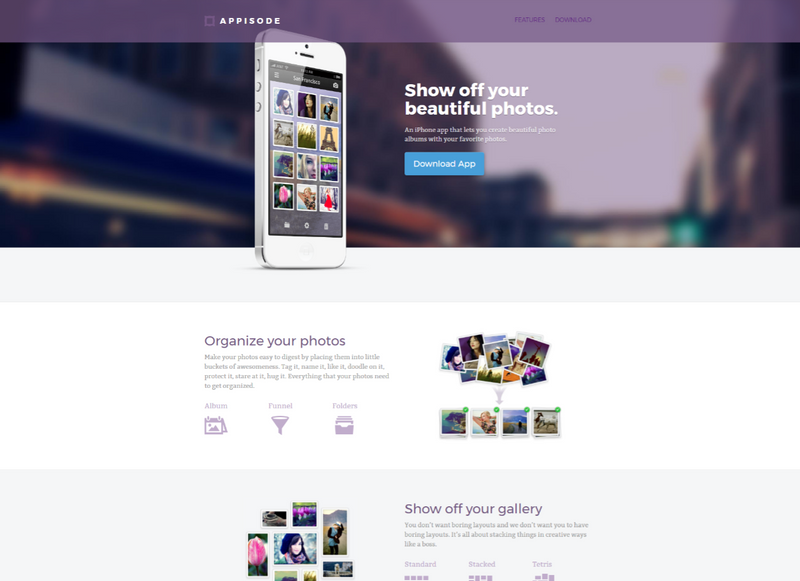 APPISODE
FEATURES DOWNLOAD
San Francisco
Show off your
beautiful photos.
An iPhone app that lets you create beautiful photo
albums with your favorite photos.
Download App
Organize your photos
Make your photos easy to digest by placing them into little
buckets of awesomeness. Tag it, name it, like it, doodle on it,
protect it, stare at it, hug it. Everything that your photos need
to get organized.
Album Funnel Folders
Show off your gallery
You don't want boring layouts and we don't want you to have
boring layouts. It's all about stacking things in creative ways
like a boss.
Standard Stacked Tetris